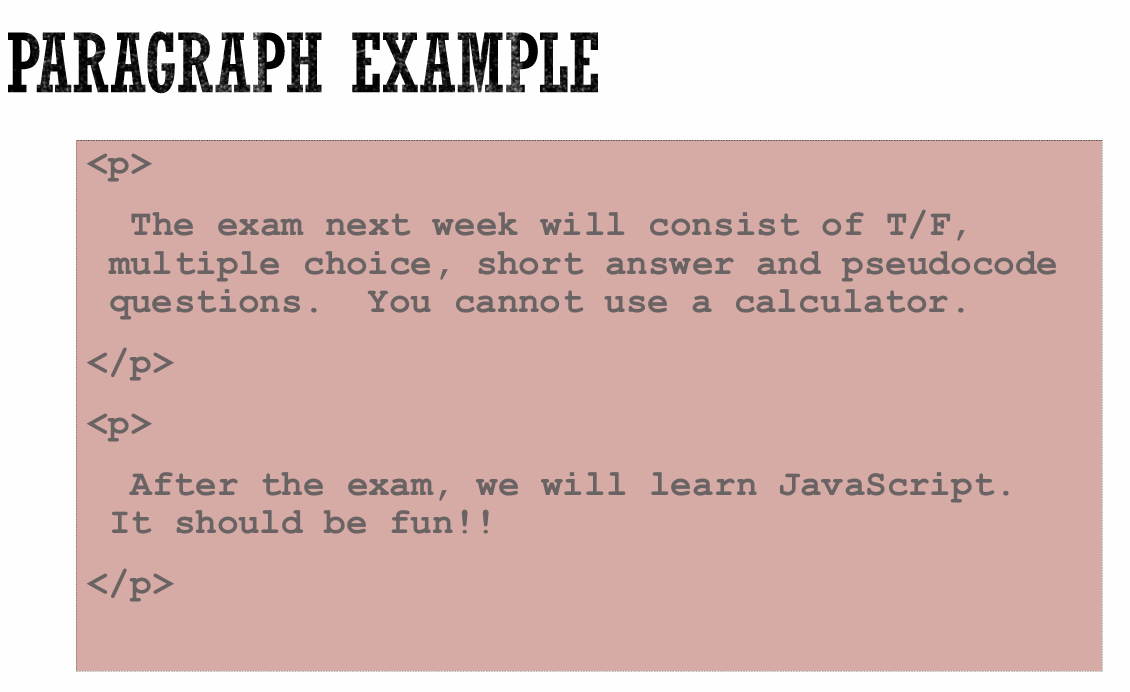 PARAGRAPH EXAMPLE
<p>
The exam next week will consist of T/F,
multiple choice, short answer and pseudocode
questions.  You cannot use a calculator.
</p>
<p>
After the exam, we will learn JavaScript.
It should be fun!!
</p>